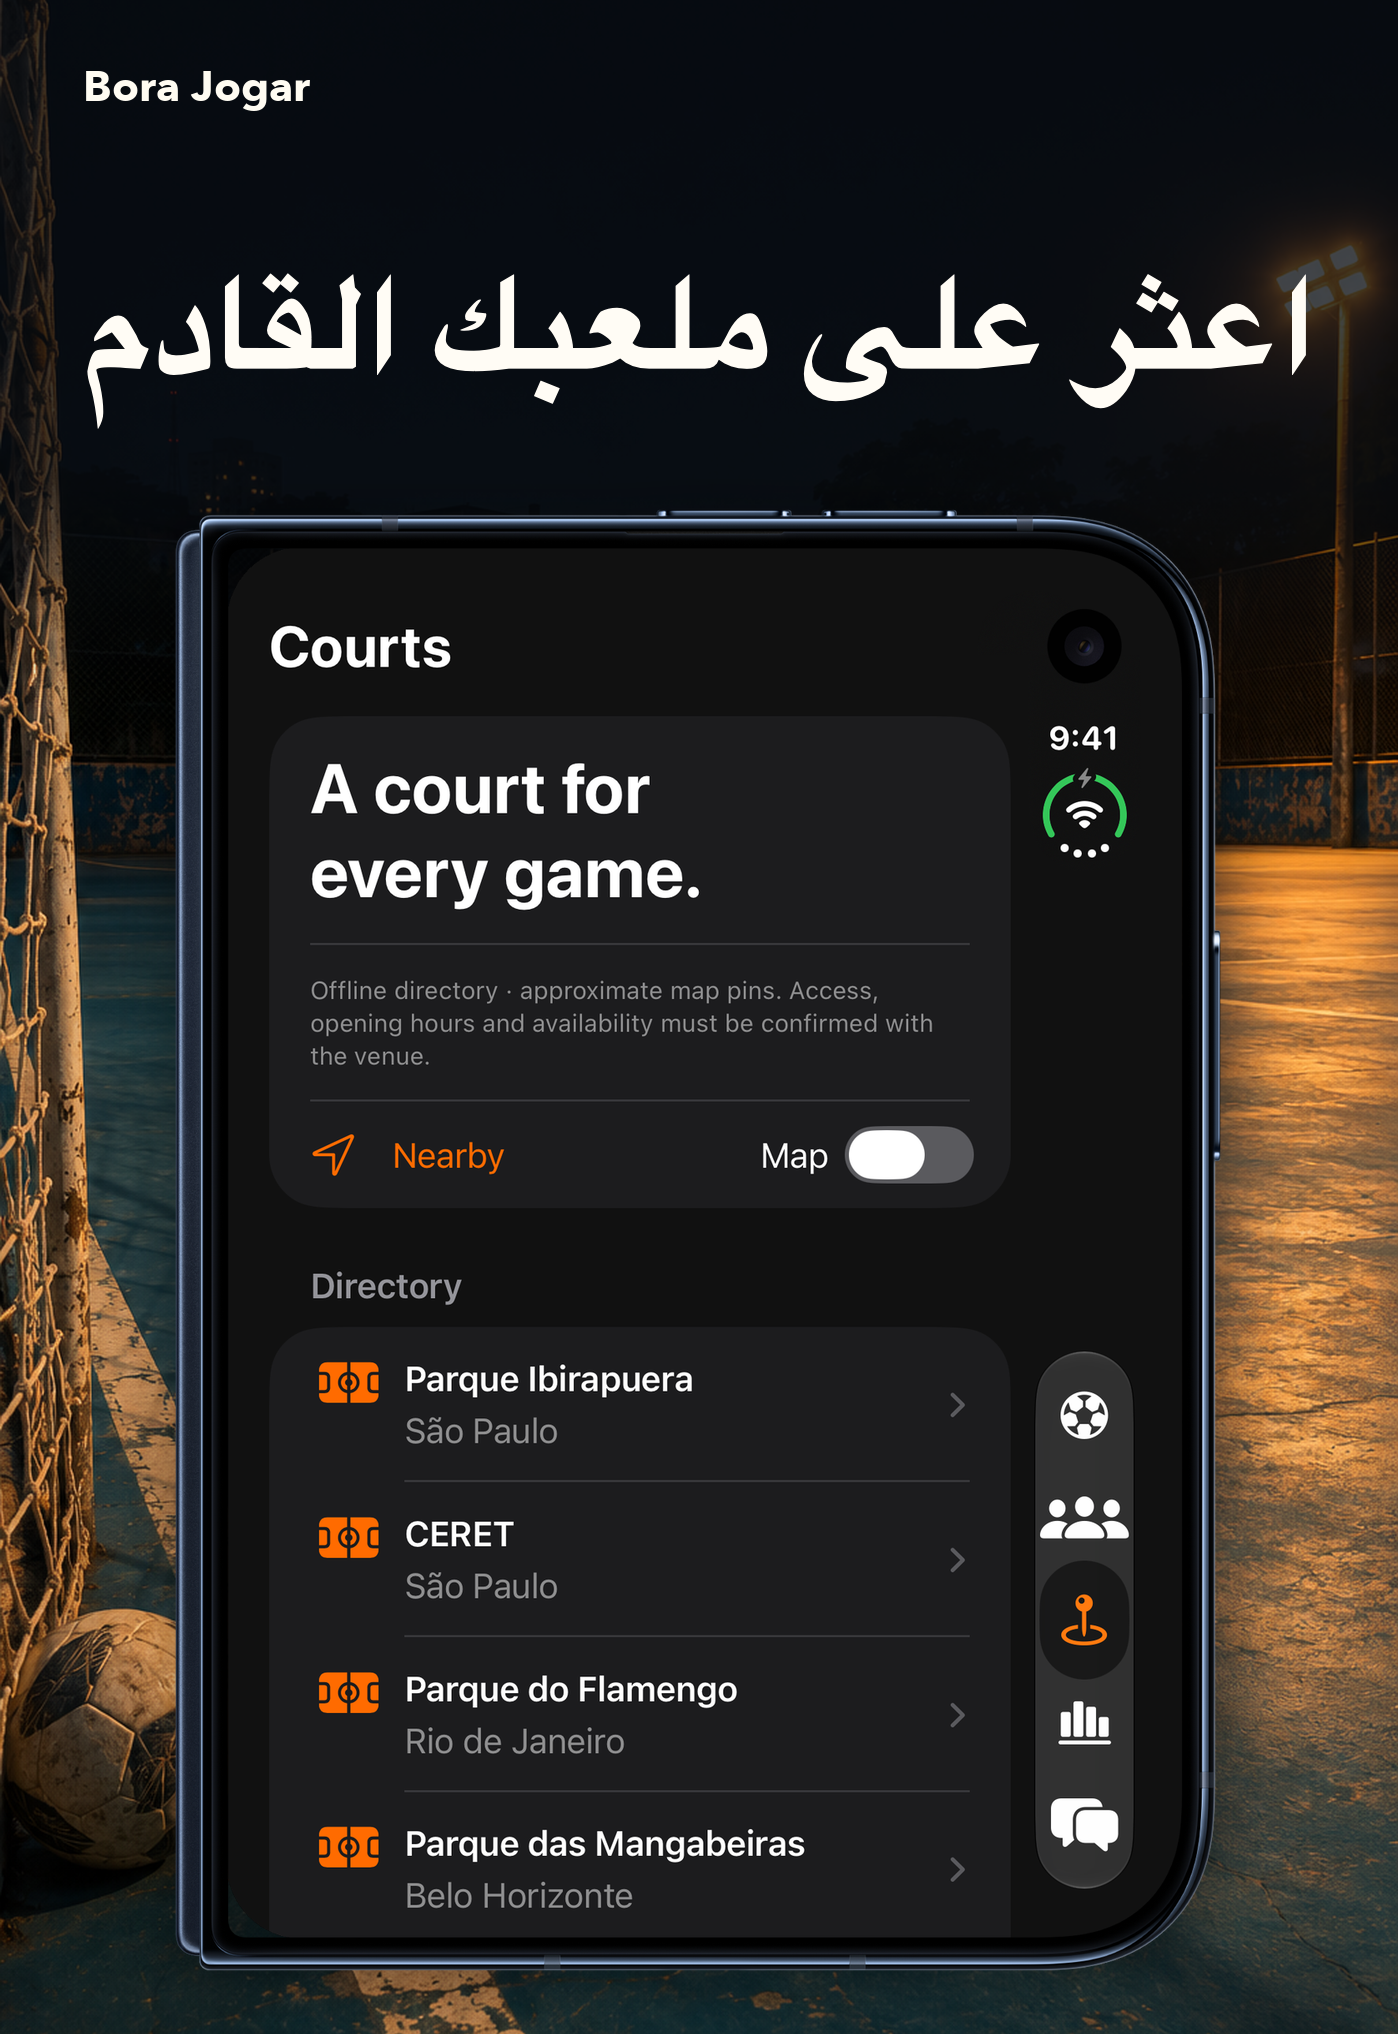 Bora Jogar
اعثر على ملعبك القادم
Courts
9:41
A court for
every game.
Offline directory · approximate map pins. Access,
opening hours and availability must be confirmed with
the venue.
Nearby
Map
Directory
Parque Ibirapuera
São Paulo
CERET
São Paulo
Parque do Flamengo
Rio de Janeiro
Parque das Mangabeiras
Belo Horizonte